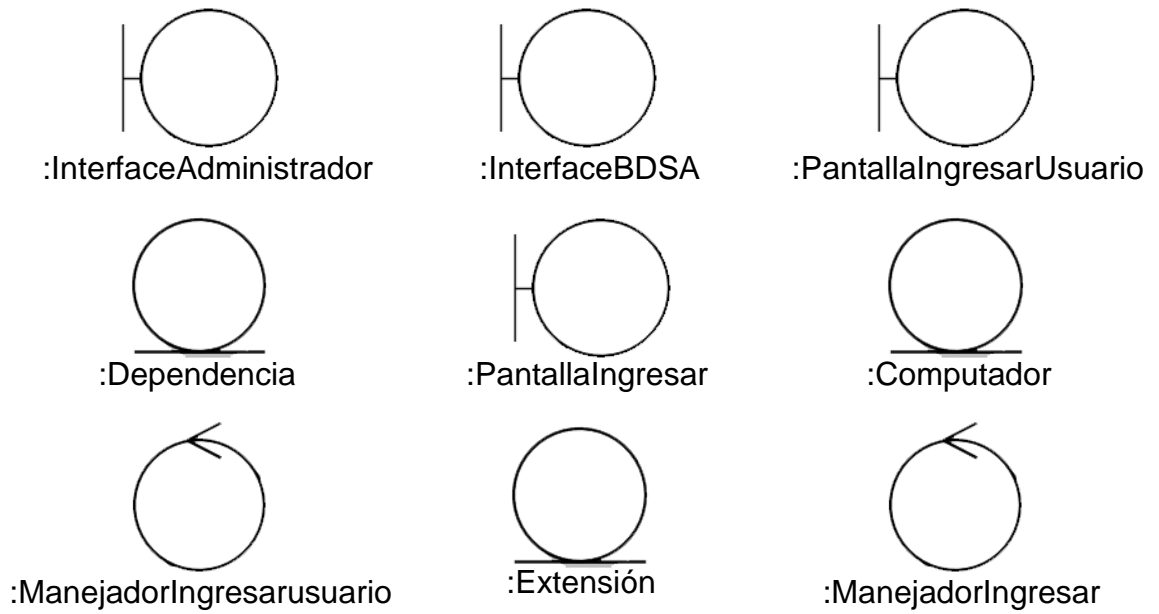 :InterfaceAdministrador
:InterfaceBDSA
:PantallaIngresarUsuario
:Dependencia
:PantallaIngresar
:Computador
:ManejadorIngresarusuario
:Extensión
:ManejadorIngresar